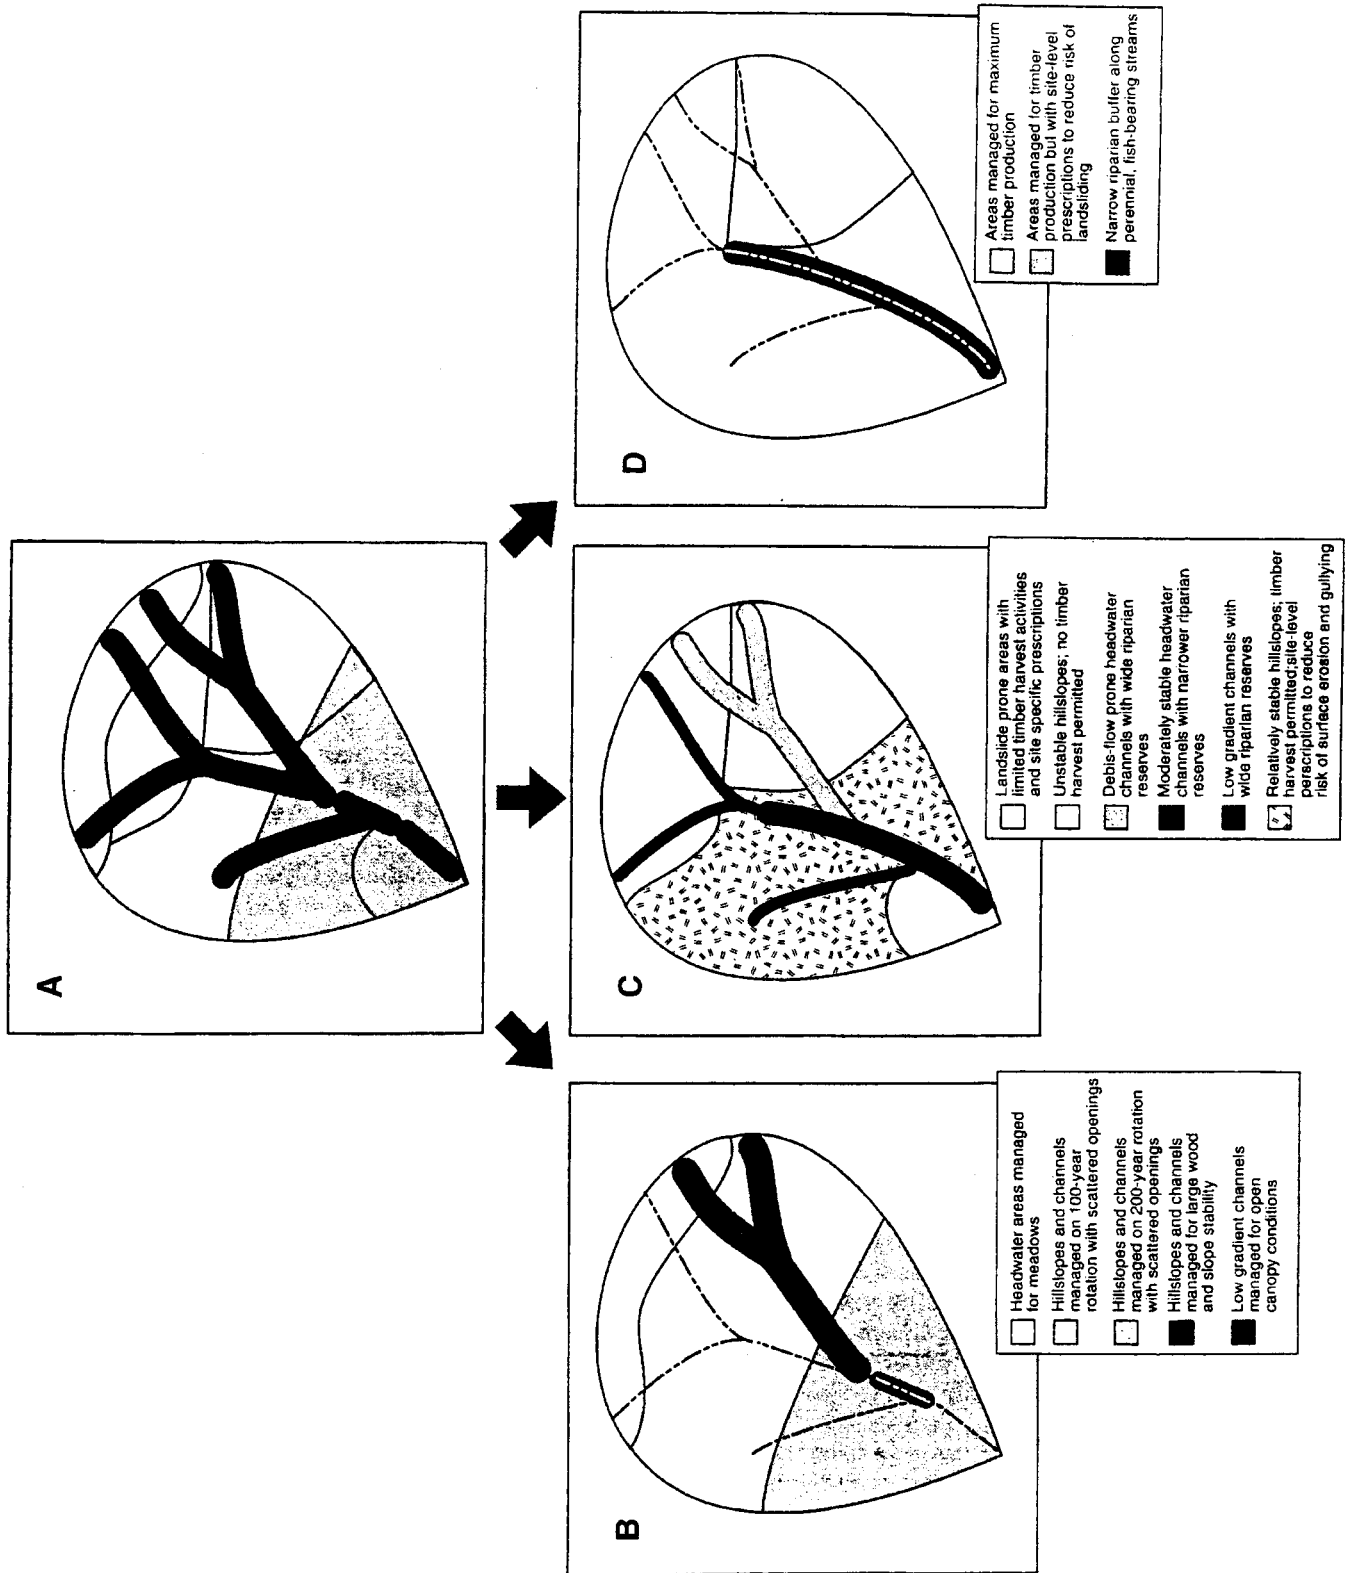 A
B
Headwater areas managed
for meadows
Hillslopes and channels
managed on 100-year
rotation with scattered openings
Hillslopes and channels
managed on 200-year rotation
with scattered openings
Hillslopes and channels
managed for large wood
and slope stability
Low gradient channels
managed for open
canopy conditions
C
Landslide prone areas with
limited timber harvest activities
and site specific prescriptions
Unstable hillslopes; no timber
harvest permitted
Debis-flow prone headwater
channels with wide riparian
reserves
Moderately stable headwater
channels with narrower riparian
reserves
Low gradient channels with
wide riparian reserves
Relatively stable hillslopes; timber
harvest permitted;site-level
perscriptions to reduce
risk of surface erosion and gullying
D
Areas managed for maximum
timber production
Areas managed for timber
production but with site-level
prescriptions to reduce risk of
landsliding
Narrow riparian buffer along
perennial, fish-bearing streams